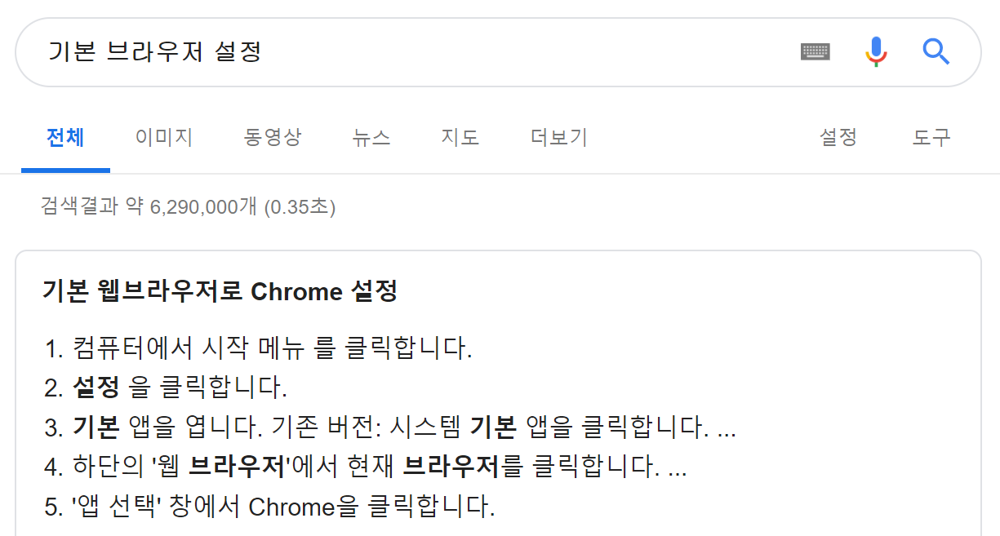 기본 브라우저 설정
전체 이미지 동영상 뉴스 지도 더보기 설정 도구
검색결과 약 6,290,000개 (0.35초)
기본 웹브라우저로 Chrome 설정
1. 컴퓨터에서 시작 메뉴 를 클릭합니다.
2. 설정 을 클릭합니다.
3. 기본 앱을 엽니다. 기존 버전: 시스템 기본 앱을 클릭합니다. ...
4. 하단의 '웹 브라우저'에서 현재 브라우저를 클릭합니다. ...
5. '앱 선택' 창에서 Chrome을 클릭합니다.